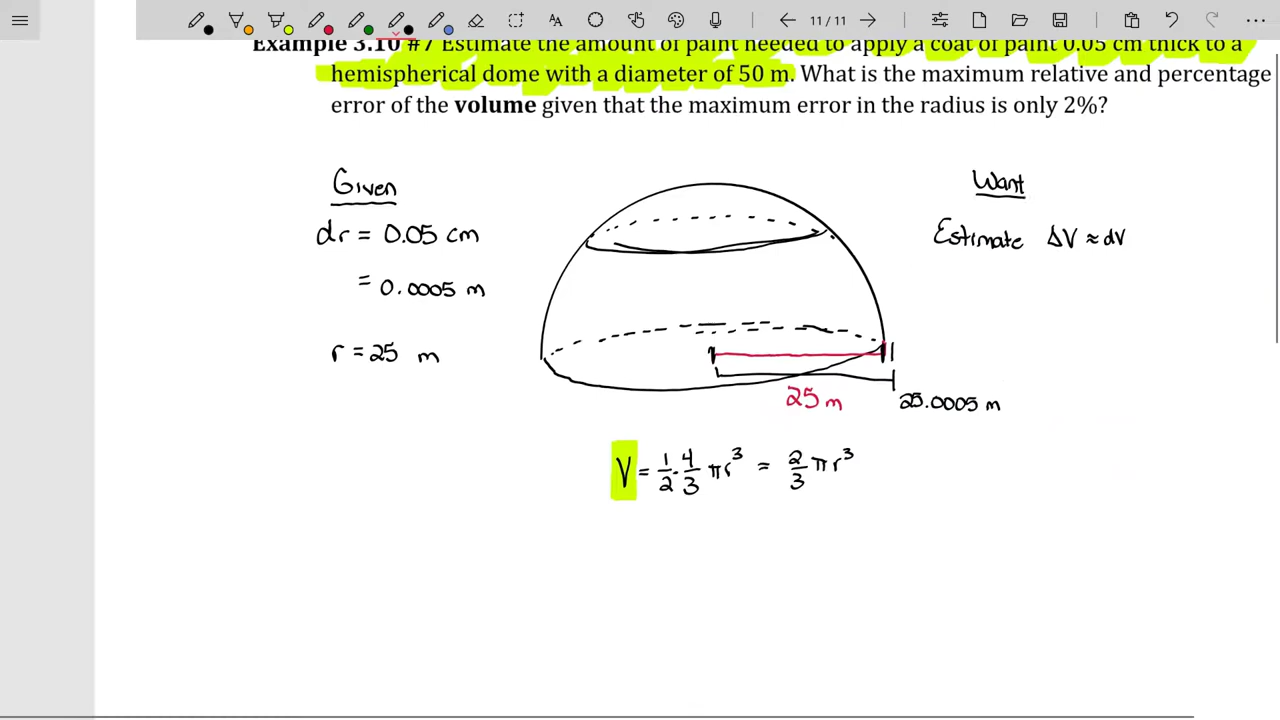 11 / 11
Example 3.10 #7 Estimate the amount of paint needed to apply a coat of paint 0.05 cm thick to a
hemispherical dome with a diameter of 50 m. What is the maximum relative and percentage
error of the volume given that the maximum error in the radius is only 2%?
Given
dr = 0.05 cm
= 0.0005 m
r = 25 m
Want
Estimate ΔV ≈ dV
25 m
25.0005 m
V = 1/2 · 4/3 πr³ = 2/3 πr³